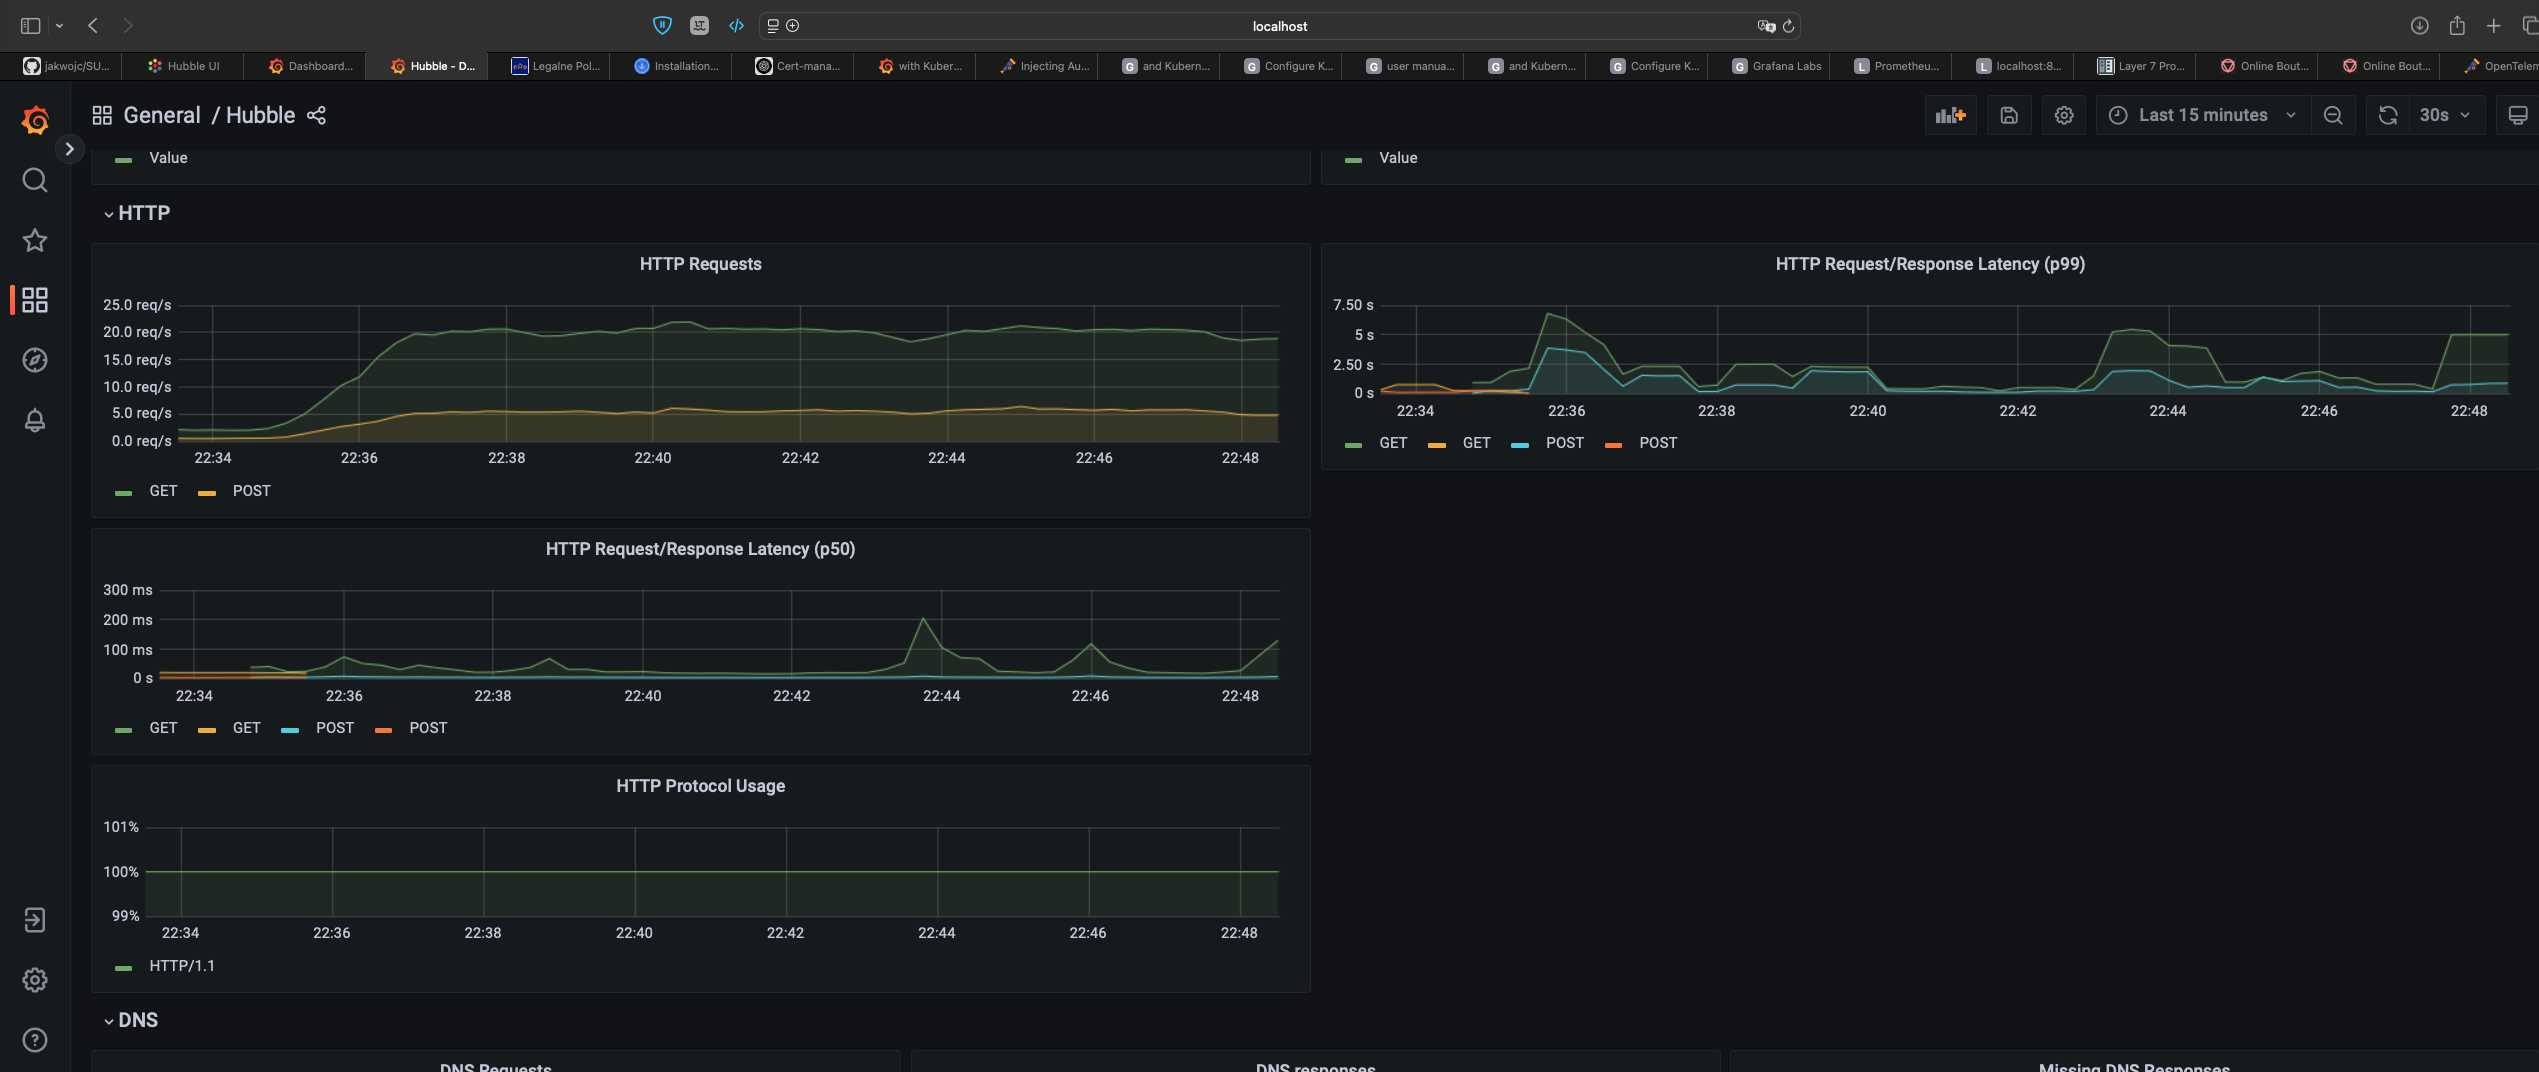 localhost
jakwojc/SU...
Hubble UI
Dashboard...
Hubble - D...
Legalne Pol...
Installation...
Cert-mana...
with Kuber...
Injecting Au...
and Kubern...
Configure K...
user manua...
and Kubern...
Configure K...
Grafana Labs
Prometheu...
localhost:8...
Layer 7 Pro...
Online Bout...
Online Bout...
OpenTelem
General / Hubble
Last 15 minutes
30s
Value
Value
HTTP
HTTP Requests
25.0 req/s
20.0 req/s
15.0 req/s
10.0 req/s
5.0 req/s
0.0 req/s
22:34 22:36 22:38 22:40 22:42 22:44 22:46 22:48
GET POST
HTTP Request/Response Latency (p99)
7.50 s
5 s
2.50 s
0 s
22:34 22:36 22:38 22:40 22:42 22:44 22:46 22:48
GET GET POST POST
HTTP Request/Response Latency (p50)
300 ms
200 ms
100 ms
0 s
22:34 22:36 22:38 22:40 22:42 22:44 22:46 22:48
GET GET POST POST
HTTP Protocol Usage
101%
100%
99%
22:34 22:36 22:38 22:40 22:42 22:44 22:46 22:48
HTTP/1.1
DNS
DNS Requests
DNS responses
Missing DNS Responses